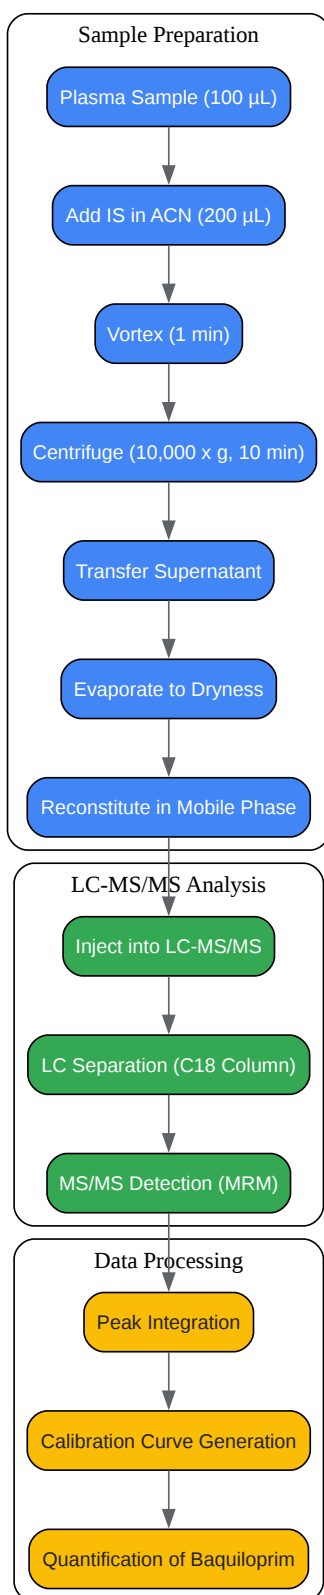 Sample Preparation
Plasma Sample (100 µL)
Add IS in ACN (200 µL)
Vortex (1 min)
Centrifuge (10,000 x g, 10 min)
Transfer Supernatant
Evaporate to Dryness
Reconstitute in Mobile Phase
LC-MS/MS Analysis
Inject into LC-MS/MS
LC Separation (C18 Column)
MS/MS Detection (MRM)
Data Processing
Peak Integration
Calibration Curve Generation
Quantification of Baquiloprim